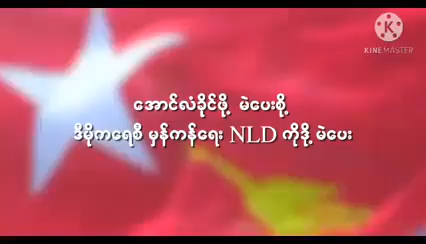 KINEMASTER
အောင်လံခိုင်ဖို့ မဲပေးစို့
ဒီမိုကရေစီ မှန်ကန်ရေး NLD ကိုဒို့ မဲပေး